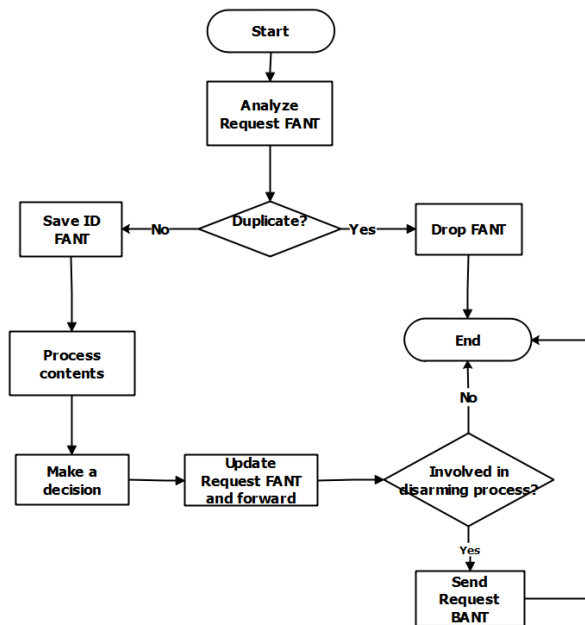 Start
Analyze
Request FANT
Duplicate?
No
Yes
Save ID
FANT
Drop FANT
Process
contents
End
No
Make a
decision
Update
Request FANT
and forward
Involved in
disarming process?
Yes
Send
Request
BANT